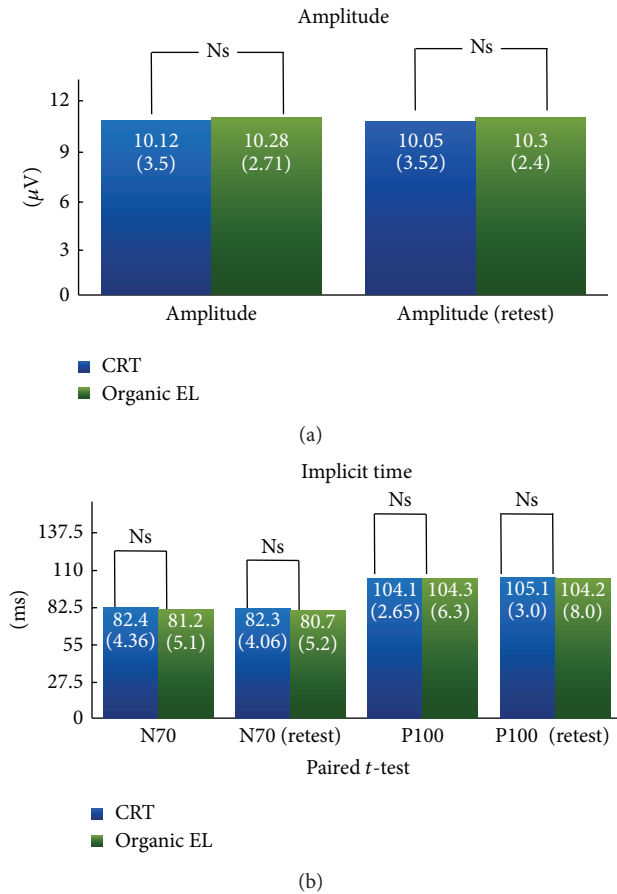 Amplitude
Ns Ns
12
9
6
3
0
(μV)
10.12 10.28 10.05 10.3
(3.5) (2.71) (3.52) (2.4)
Amplitude Amplitude (retest)
CRT
Organic EL
(a)
Implicit time
Ns Ns Ns Ns
137.5
110
82.5
55
27.5
0
(ms)
82.4 81.2 82.3 80.7 104.1 104.3 105.1 104.2
(4.36) (5.1) (4.06) (5.2) (2.65) (6.3) (3.0) (8.0)
N70 N70 (retest) P100 P100 (retest)
Paired t-test
CRT
Organic EL
(b)